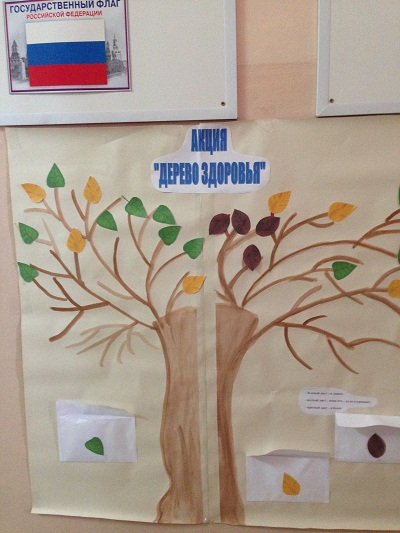 ГОСУДАРСТВЕННЫЙ ФЛАГ
РОССИЙСКОЙ ФЕДЕРАЦИИ
АКЦИЯ
"ДЕРЕВО ЗДОРОВЬЯ"